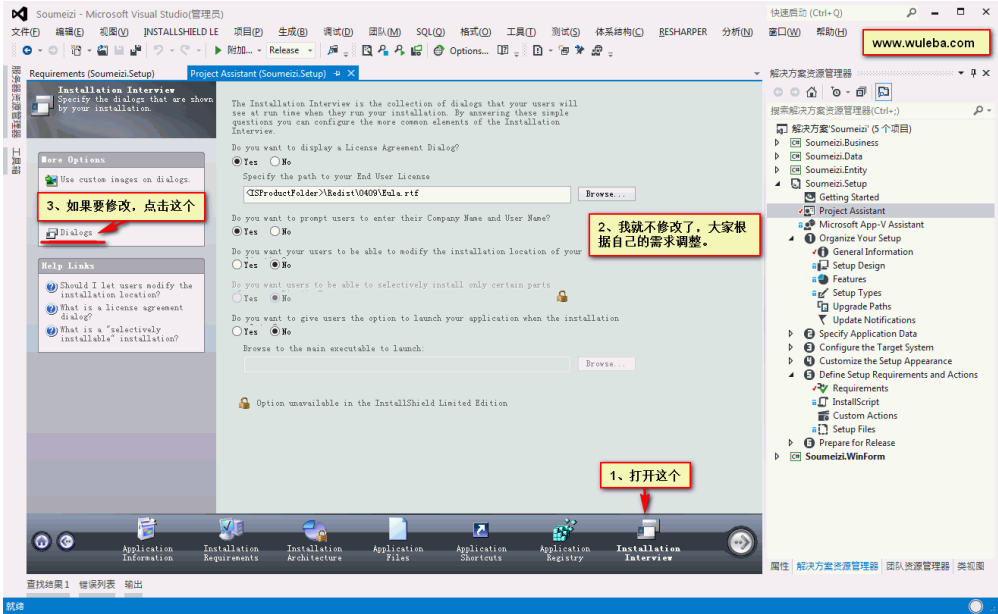 Soumeizi - Microsoft Visual Studio(管理员)
快速启动 (Ctrl+Q)
文件(F) 编辑(E) 视图(V) INSTALLSHIELD LE 项目(P) 生成(B) 调试(D) 团队(M) SQL(Q) 格式(O) 工具(T) 测试(S) 体系结构(C) RESHARPER 分析(N) 窗口(W) 帮助(H)
附加... Release Options...
www.wuleba.com
服务器资源管理器
工具箱
Requirements (Soumeizi.Setup) Project Assistant (Soumeizi.Setup)
Installation Interview
Specify the dialogs that are shown
by your installation.
More Options
Use custom images on dialogs.
3、如果要修改，点击这个
Dialogs
Help Links
Should I let users modify the
installation location?
What is a license agreement
dialog?
What is a "selectively
installable" installation?
The Installation Interview is the collection of dialogs that your users will
see at run time when they run your installation. By answering these simple
questions you can configure the more common elements of the Installation
Interview.
Do you want to display a License Agreement Dialog?
Yes No
Specify the path to your End User License
<ISProductFolder>\Redist\0409\Eula.rtf Browse...
Do you want to prompt users to enter their Company Name and User Name?
Yes No
2、我就不修改了，大家根
据自己的需求调整。
Do you want your users to be able to modify the installation location of your
Yes No
Do you want users to be able to selectively install only certain parts
Yes No
Do you want to give users the option to launch your application when the installation
Yes No
Browse to the main executable to launch:
Browse...
Option unavailable in the InstallShield Limited Edition
1、打开这个
Application
Information
Installation
Requirements
Installation
Architecture
Application
Files
Application
Shortcuts
Application
Registry
Installation
Interview
解决方案资源管理器
搜索解决方案资源管理器(Ctrl+;)
解决方案'Soumeizi' (5 个项目)
Soumeizi.Business
Soumeizi.Data
Soumeizi.Entity
Soumeizi.Setup
Getting Started
Project Assistant
Microsoft App-V Assistant
1 Organize Your Setup
General Information
Setup Design
Features
Setup Types
Upgrade Paths
Update Notifications
2 Specify Application Data
3 Configure the Target System
4 Customize the Setup Appearance
5 Define Setup Requirements and Actions
Requirements
InstallScript
Custom Actions
Setup Files
6 Prepare for Release
Soumeizi.WinForm
属性 解决方案资源管理器 团队资源管理器 类视图
查找结果 1 错误列表 输出
就绪